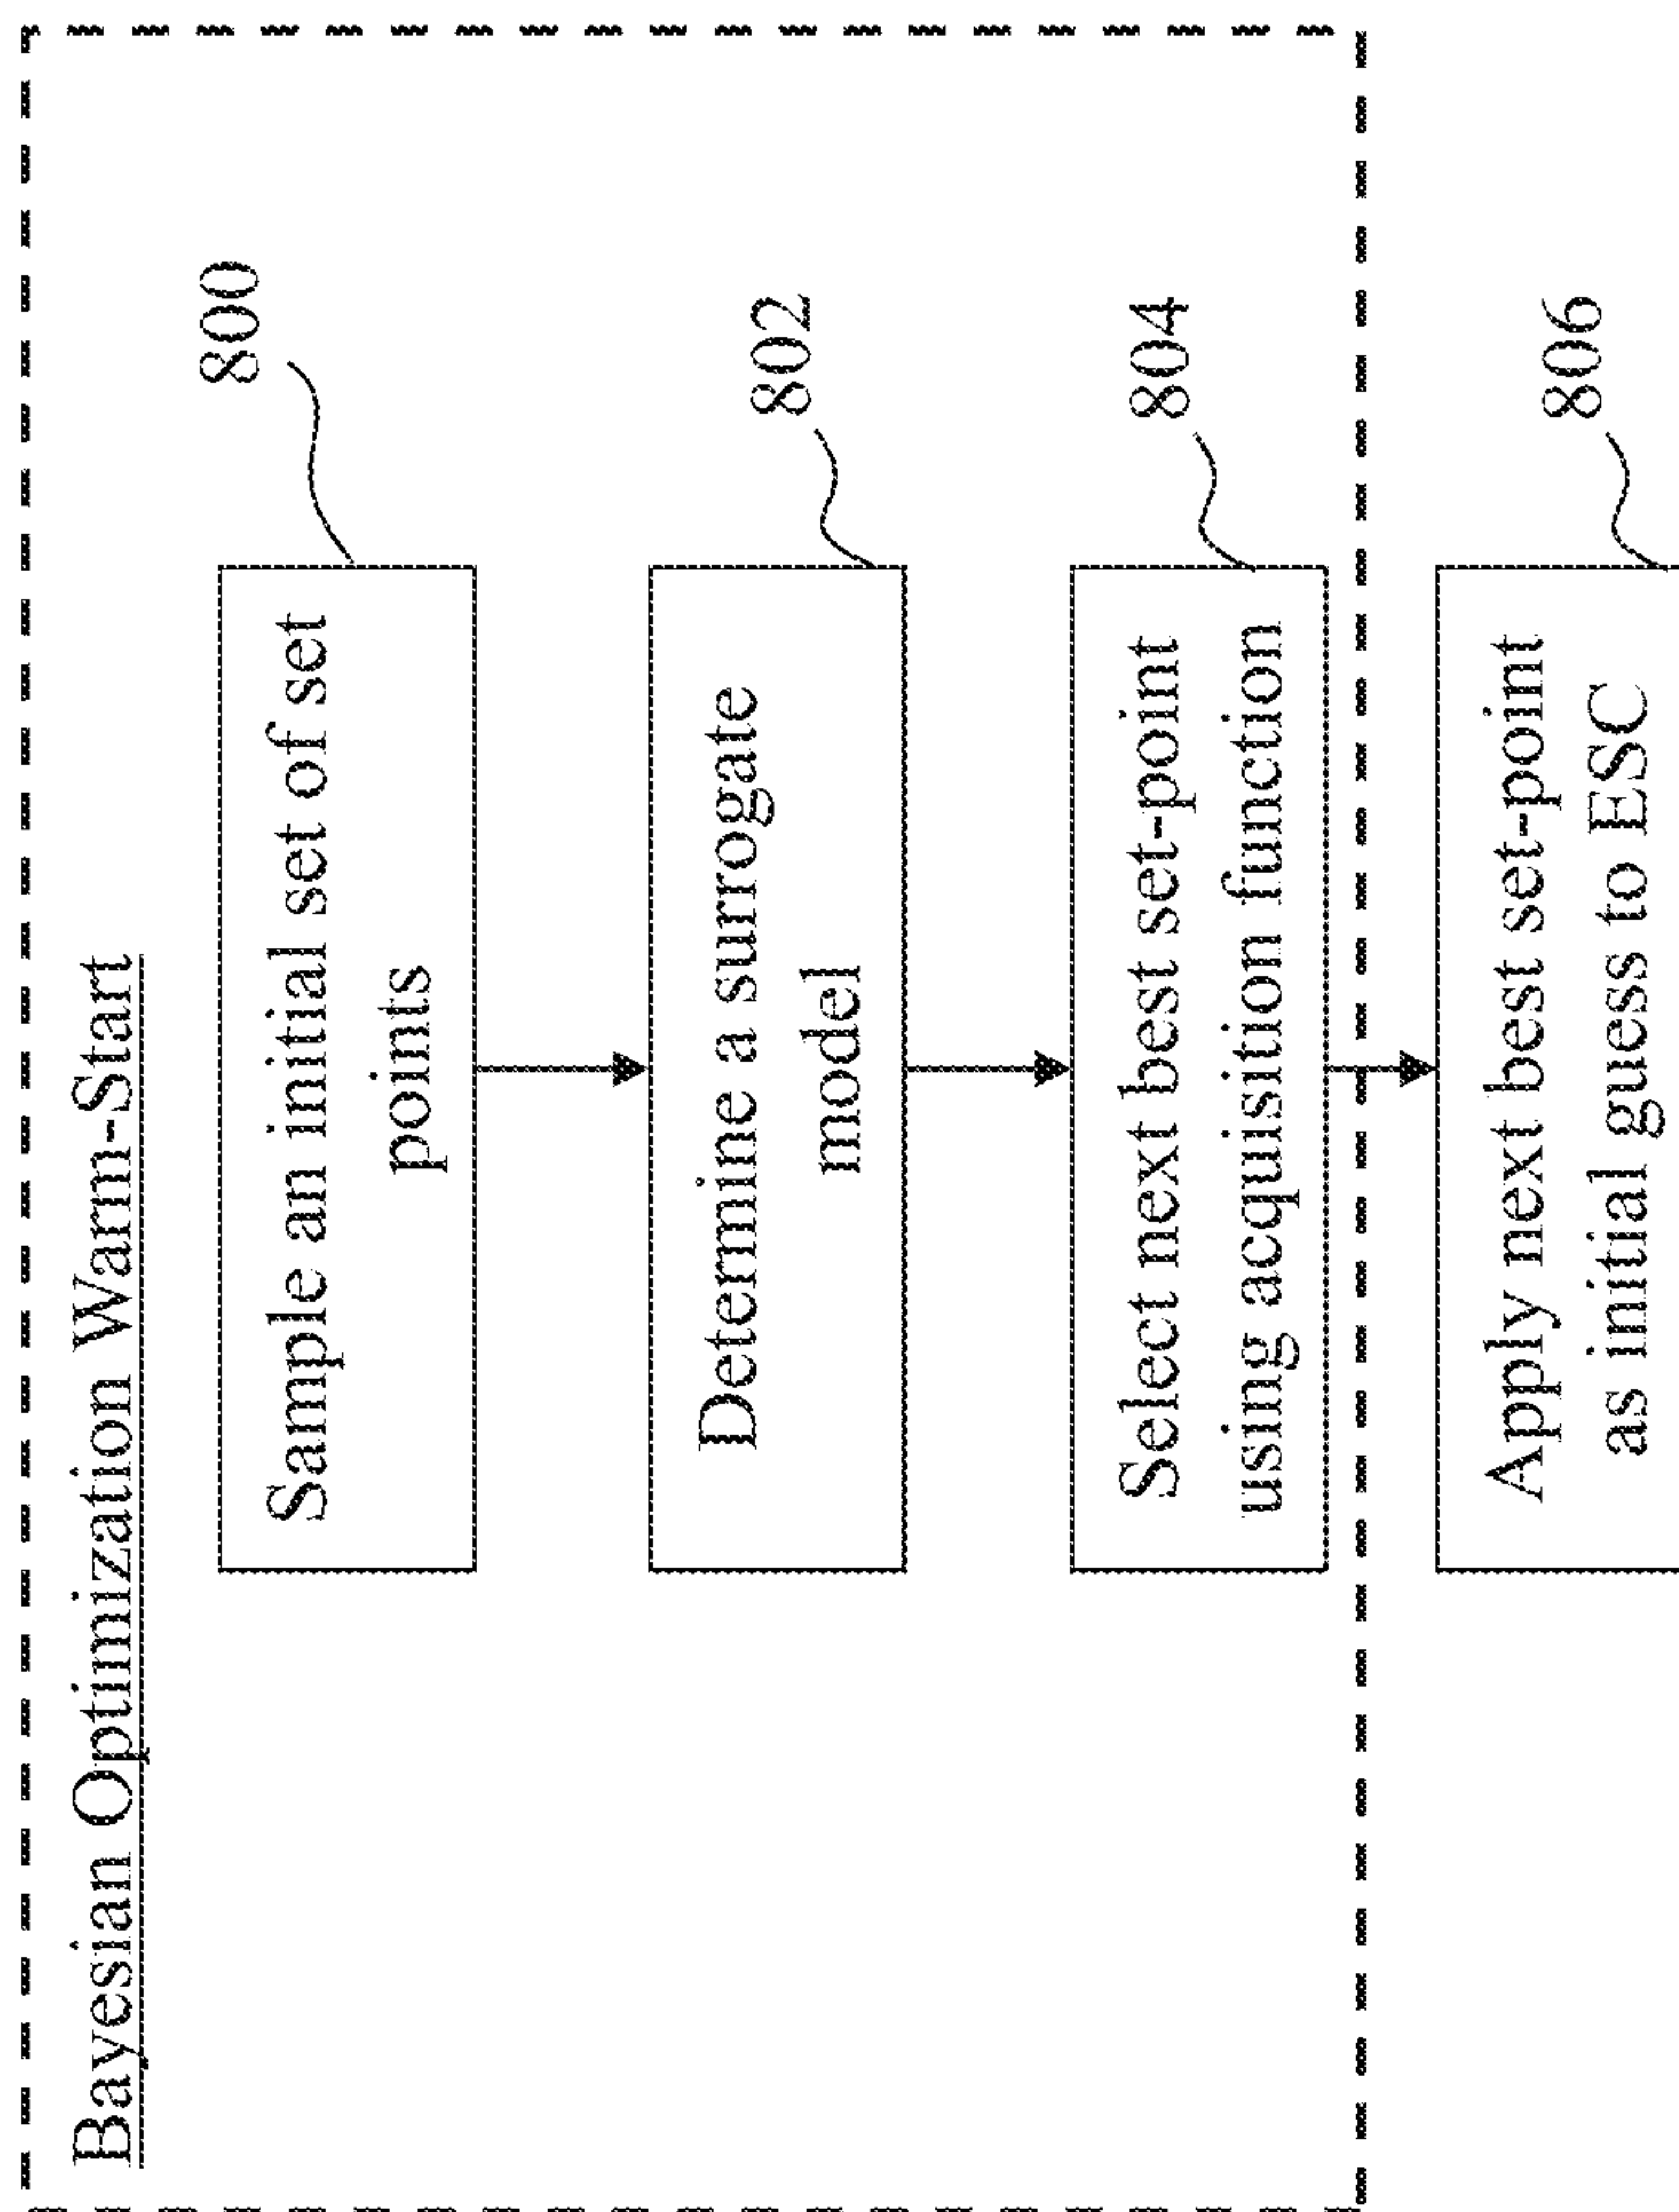 Bayesian Optimization Warm-Start
800
Sample an initial set of set
points
802
Determine a surrogate
model
804
Select next best set-point
using acquisition function
806
Apply next best set-point
as initial guess to ESC